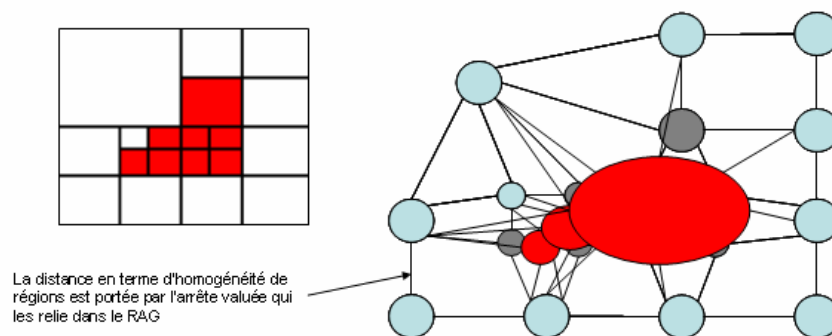 La distance en terme d'homogénéité de
régions est portée par l'arrête valuée qui
les relie dans le RAG